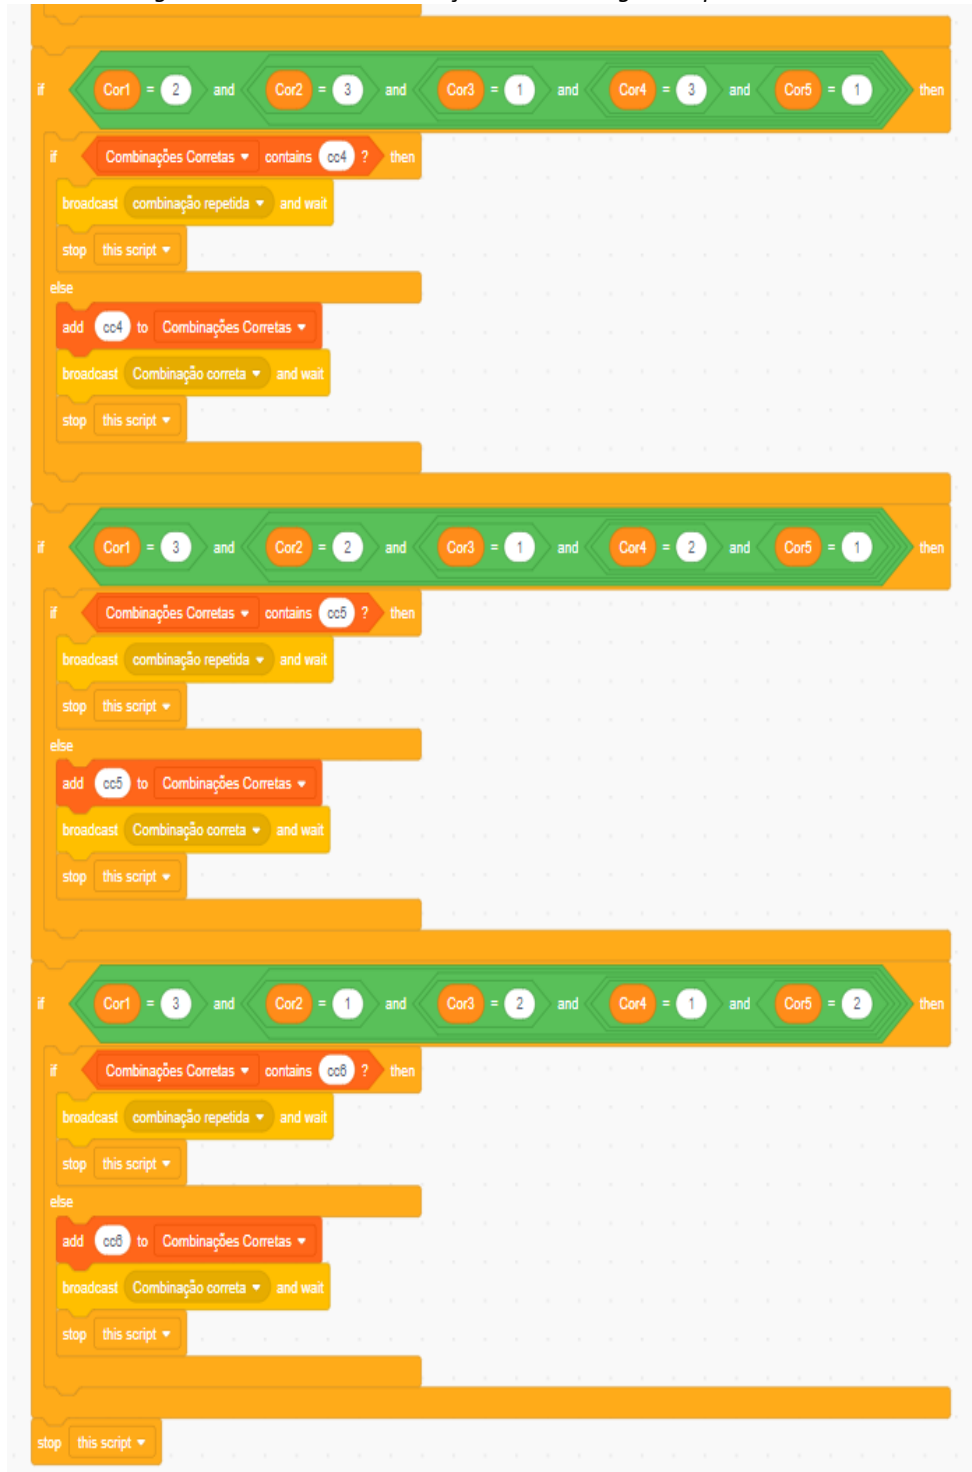 if Cor1 = 2 and Cor2 = 3 and Cor3 = 1 and Cor4 = 3 and Cor5 = 1 then
if Combinações Corretas contains cc4 ? then
broadcast combinação repetida and wait
stop this script
else
add cc4 to Combinações Corretas
broadcast Combinação correta and wait
stop this script
if Cor1 = 3 and Cor2 = 2 and Cor3 = 1 and Cor4 = 2 and Cor5 = 1 then
if Combinações Corretas contains cc5 ? then
broadcast combinação repetida and wait
stop this script
else
add cc5 to Combinações Corretas
broadcast Combinação correta and wait
stop this script
if Cor1 = 3 and Cor2 = 1 and Cor3 = 2 and Cor4 = 1 and Cor5 = 2 then
if Combinações Corretas contains cc6 ? then
broadcast combinação repetida and wait
stop this script
else
add cc6 to Combinações Corretas
broadcast Combinação correta and wait
stop this script
stop this script